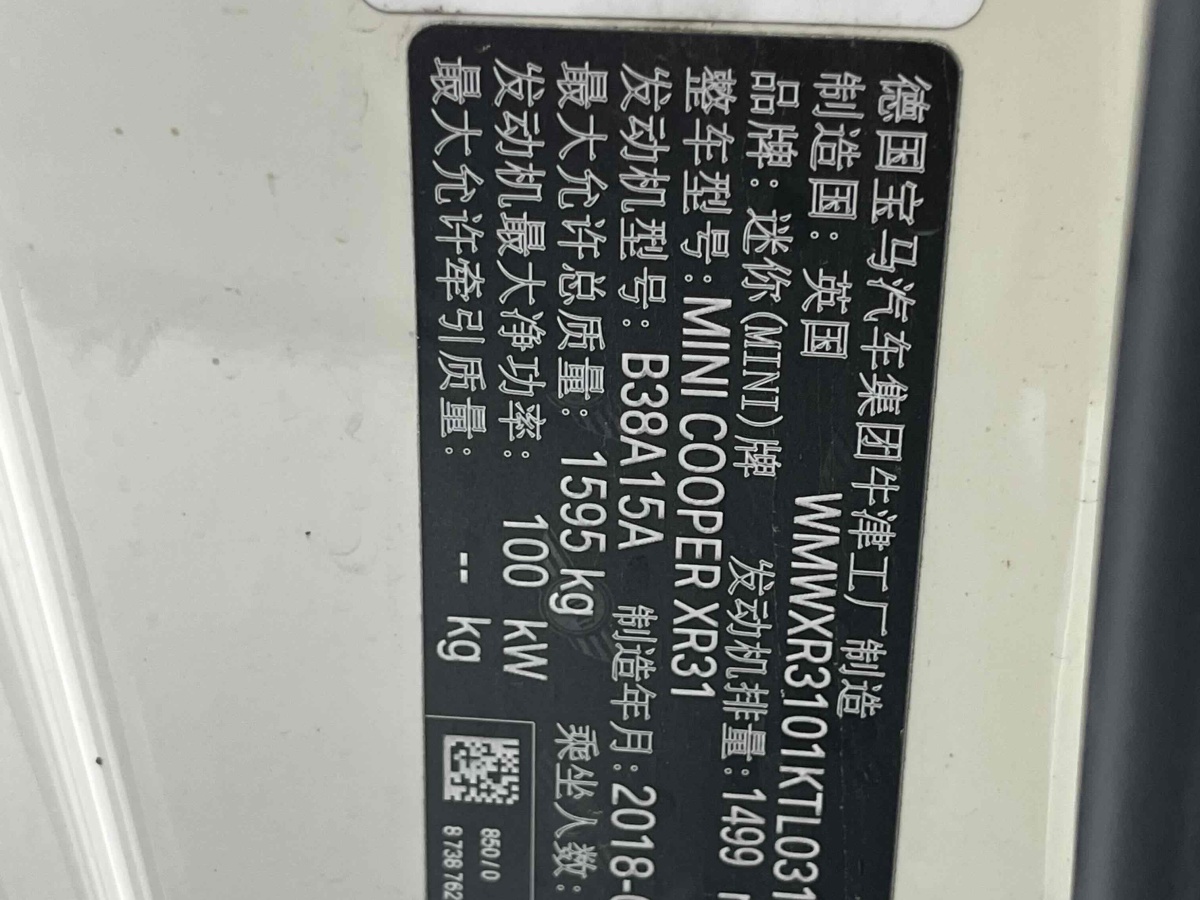 德国宝马汽车集团牛津工厂制造
制造国：英国 WMWXR3101KTL031
品牌：迷你(MINI)牌 发动机排量：1499
整车型号：MINI COOPER XR31
发动机型号：B38A15A 制造年月：2018-0
最大允许总质量：1595 kg 乘坐人数：
发动机最大净功率：100 kW
最大允许牵引质量：-- kg
850/0
8 738 762